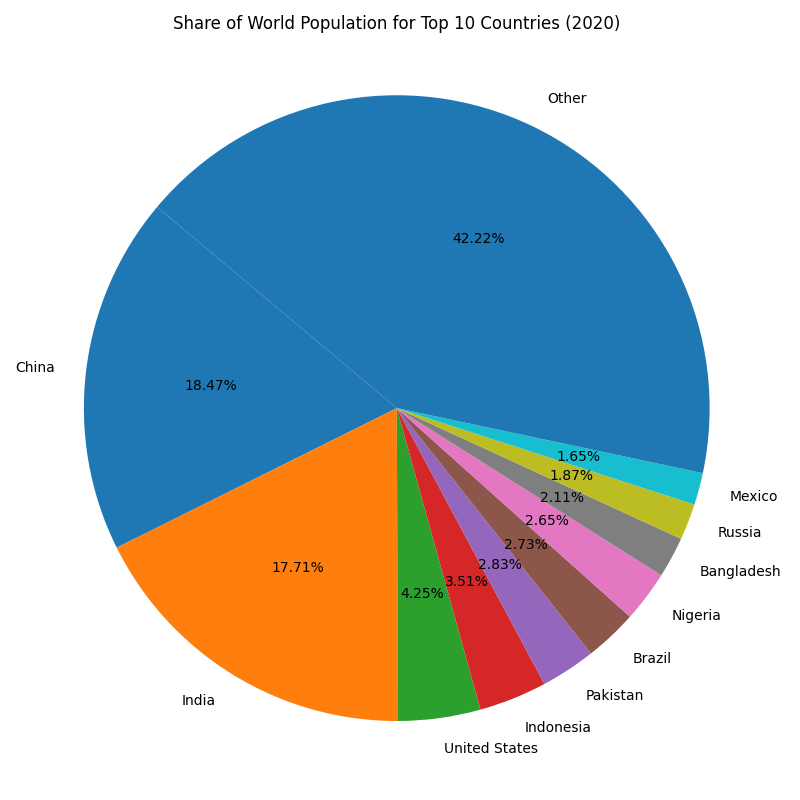 Share of World Population for Top 10 Countries (2020)
Other
42.22%
China
18.47%
India
17.71%
United States
4.25%
Indonesia
3.51%
Pakistan
2.83%
Brazil
2.73%
Nigeria
2.65%
Bangladesh
2.11%
Russia
1.87%
Mexico
1.65%